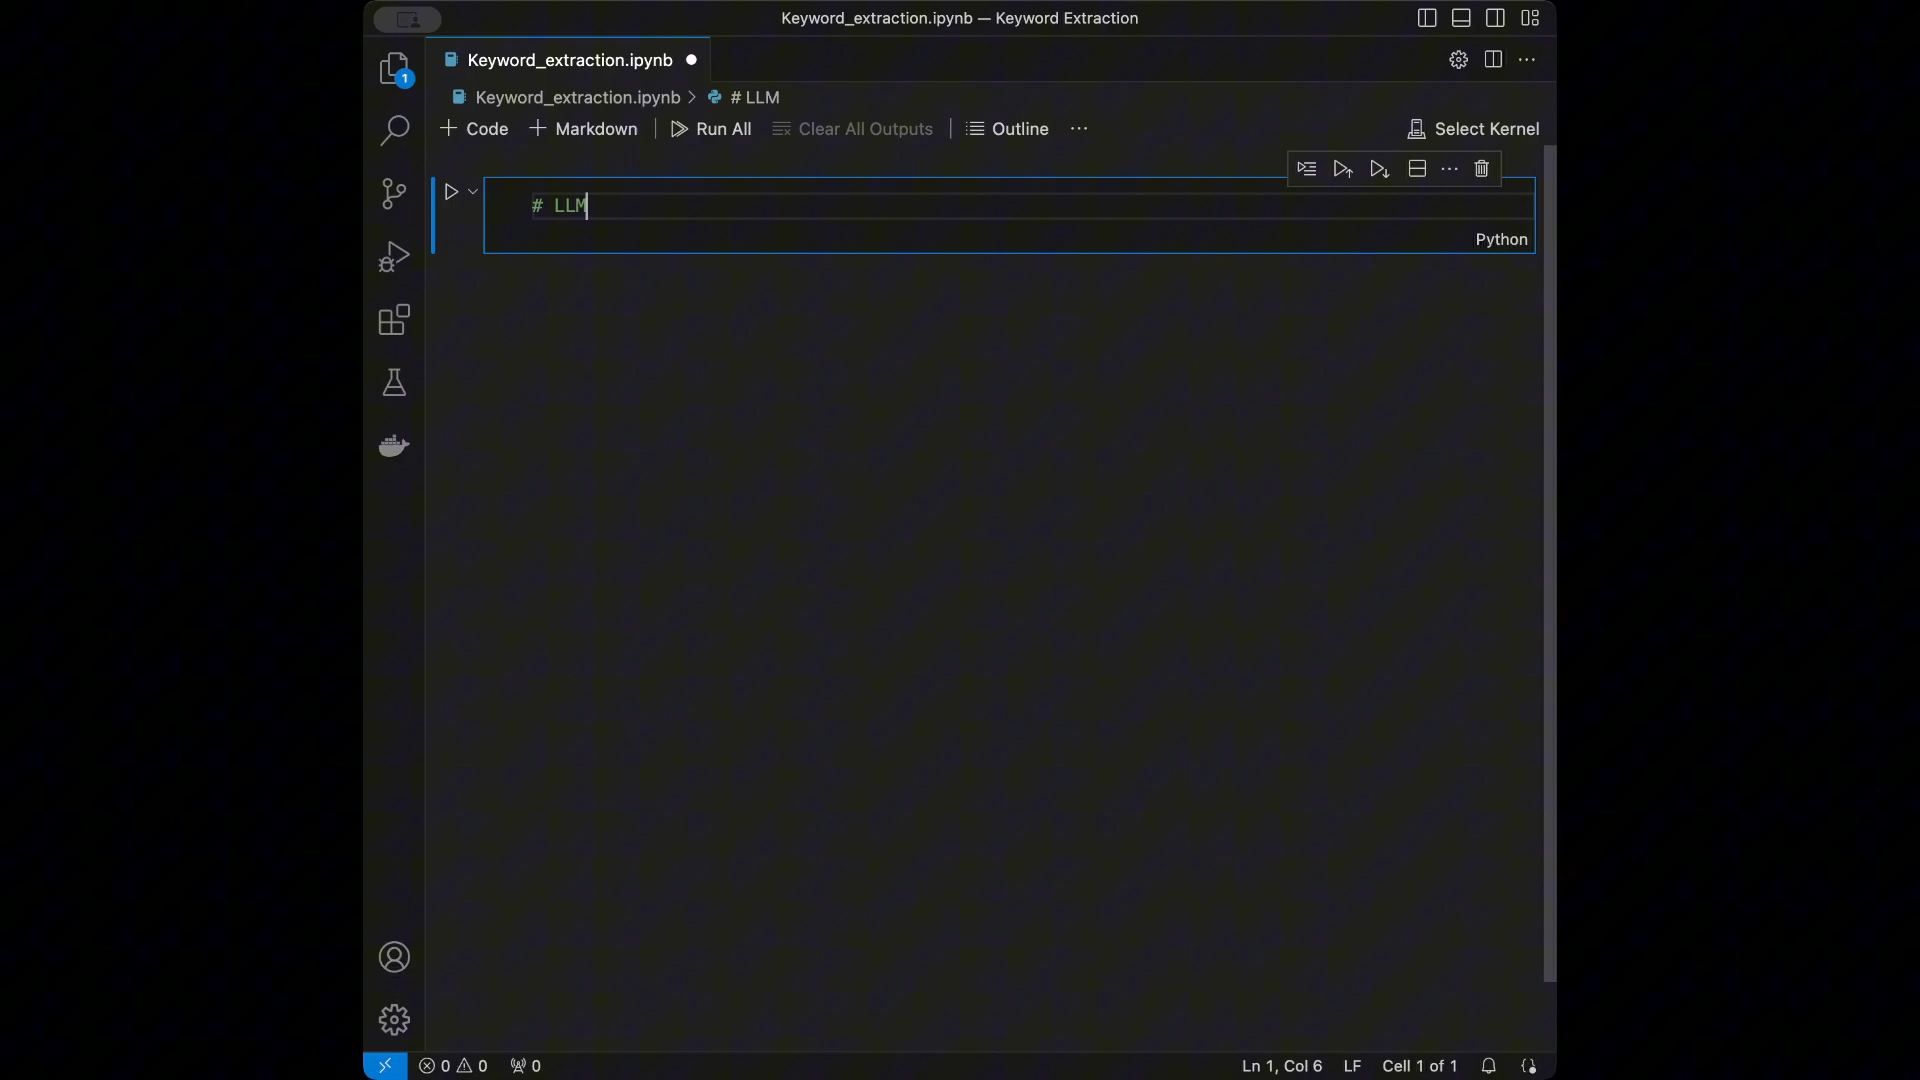 Keyword_extraction.ipynb — Keyword Extraction
Keyword_extraction.ipynb
1
Keyword_extraction.ipynb > # LLM
+ Code + Markdown Run All Clear All Outputs Outline ... Select Kernel
# LLM
Python
0 0 0 Ln 1, Col 6 LF Cell 1 of 1